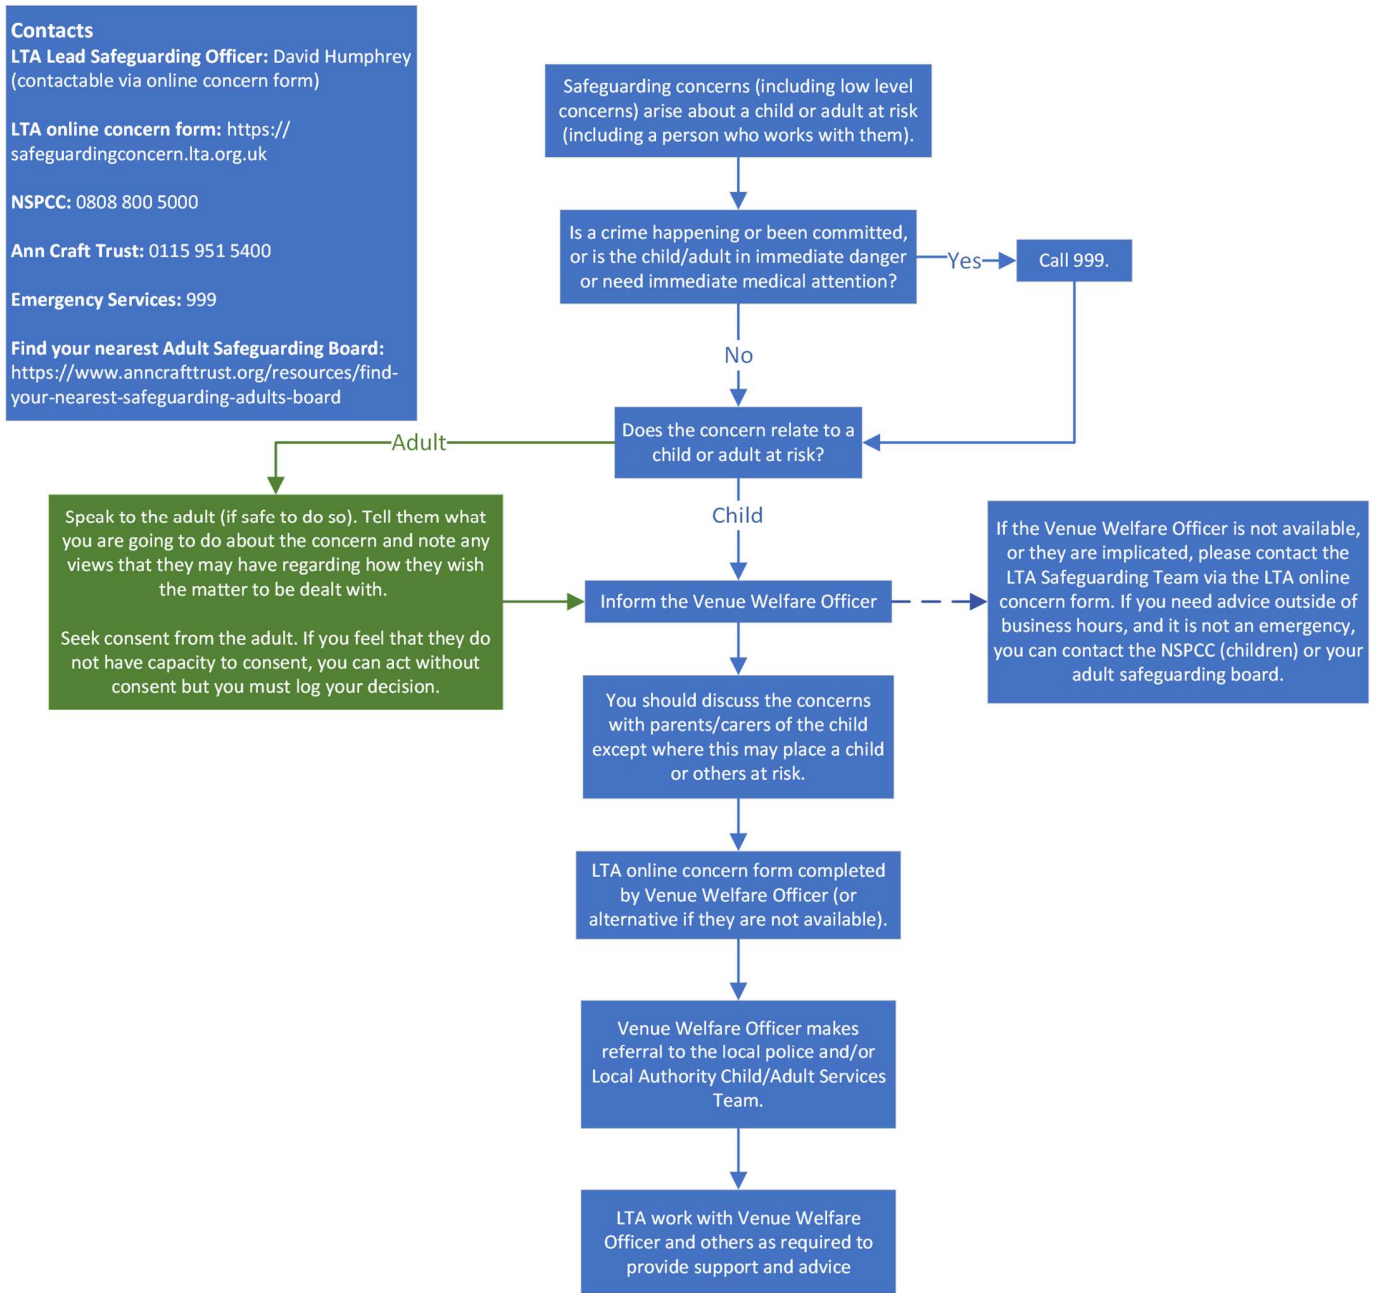 Contacts
LTA Lead Safeguarding Officer: David Humphrey
(contactable via online concern form)
LTA online concern form: https://
safeguardingconcern.lta.org.uk
NSPCC: 0808 800 5000
Ann Craft Trust: 0115 951 5400
Emergency Services: 999
Find your nearest Adult Safeguarding Board:
https://www.anncrafttrust.org/resources/find-
your-nearest-safeguarding-adults-board
Safeguarding concerns (including low level
concerns) arise about a child or adult at risk
(including a person who works with them).
Is a crime happening or been committed,
or is the child/adult in immediate danger
or need immediate medical attention?
Yes
Call 999.
No
Does the concern relate to a
child or adult at risk?
Adult
Speak to the adult (if safe to do so). Tell them what
you are going to do about the concern and note any
views that they may have regarding how they wish
the matter to be dealt with.
Seek consent from the adult. If you feel that they do
not have capacity to consent, you can act without
consent but you must log your decision.
Child
Inform the Venue Welfare Officer
If the Venue Welfare Officer is not available,
or they are implicated, please contact the
LTA Safeguarding Team via the LTA online
concern form. If you need advice outside of
business hours, and it is not an emergency,
you can contact the NSPCC (children) or your
adult safeguarding board.
You should discuss the concerns
with parents/carers of the child
except where this may place a child
or others at risk.
LTA online concern form completed
by Venue Welfare Officer (or
alternative if they are not available).
Venue Welfare Officer makes
referral to the local police and/or
Local Authority Child/Adult Services
Team.
LTA work with Venue Welfare
Officer and others as required to
provide support and advice